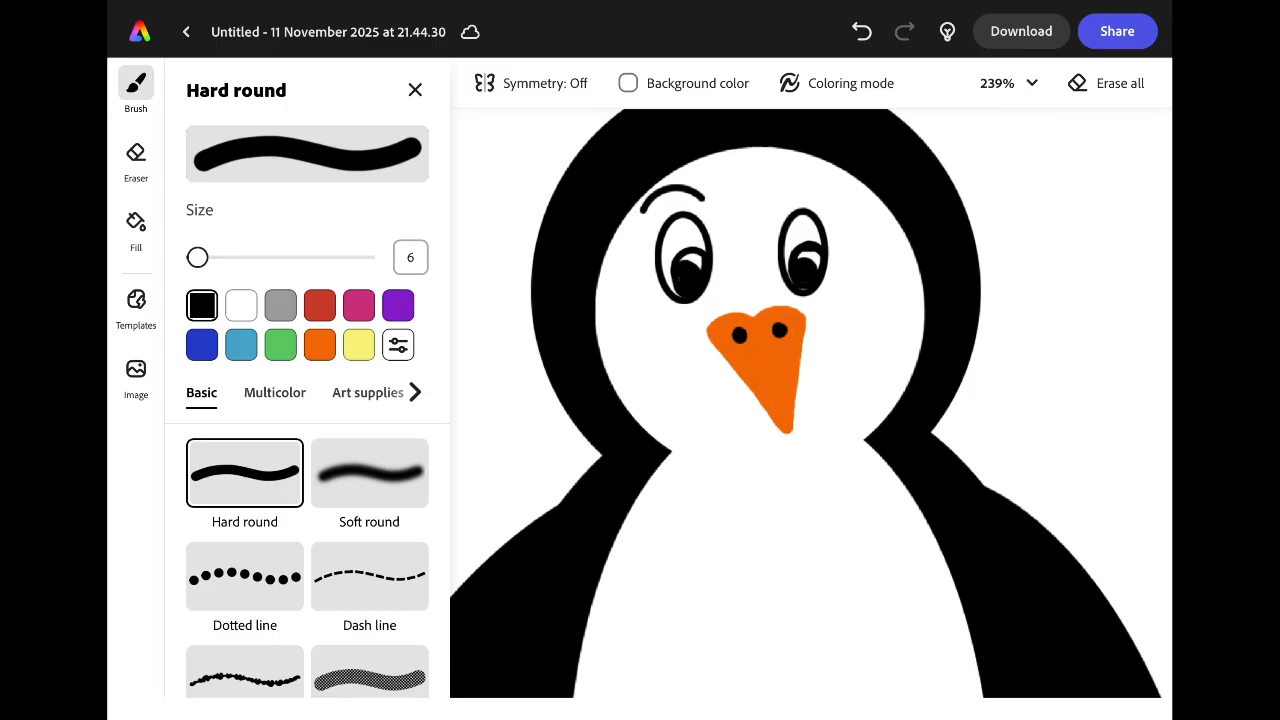 Untitled - 11 November 2025 at 21.44.30
Download
Share
Brush
Eraser
Fill
Templates
Image
Hard round
Size
6
Basic
Multicolor
Art supplies
Hard round
Soft round
Dotted line
Dash line
Symmetry: Off
Background color
Coloring mode
239%
Erase all